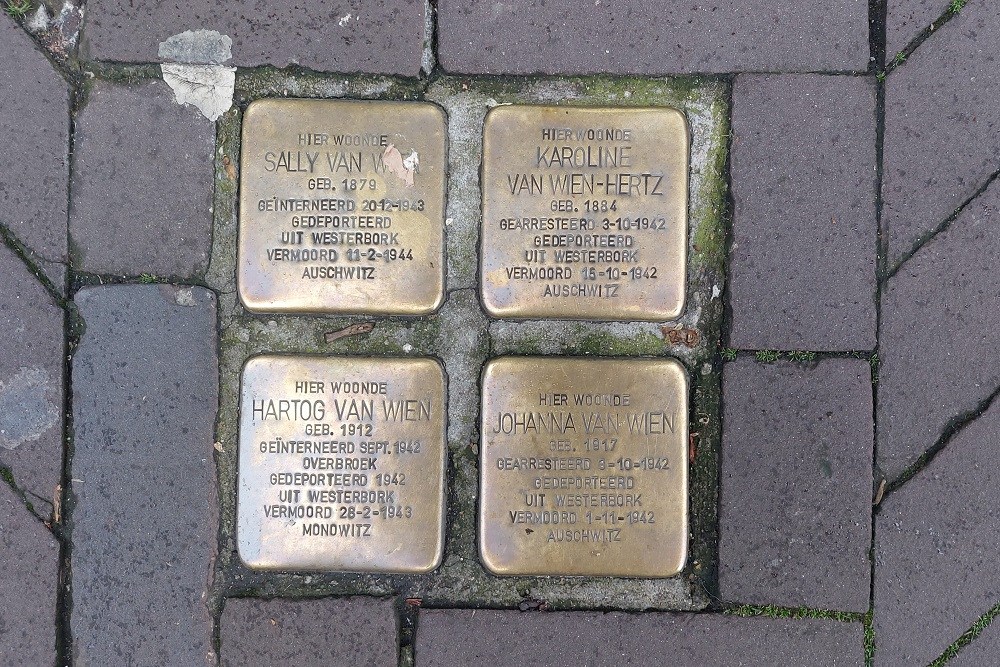 HIER WOONDE
SALLY VAN
GEB. 1879
GEÏNTERNEERD 20-12-1943
GEDEPORTEERD
UIT WESTERBORK
VERMOORD 11-2-1944
AUSCHWITZ
HIER WOONDE
KAROLINE
VAN WIEN-HERTZ
GEB. 1884
GEARRESTEERD 3-10-1942
GEDEPORTEERD
UIT WESTERBORK
VERMOORD 15-10-1942
AUSCHWITZ
HIER WOONDE
HARTOG VAN WIEN
GEB. 1912
GEÏNTERNEERD SEPT. 1942
OVERBROEK
GEDEPORTEERD 1942
UIT WESTERBORK
VERMOORD 28-2-1943
MONOWITZ
HIER WOONDE
JOHANNA VAN WIEN
GEB. 1917
GEARRESTEERD 3-10-1942
GEDEPORTEERD
UIT WESTERBORK
VERMOORD 1-11-1942
AUSCHWITZ